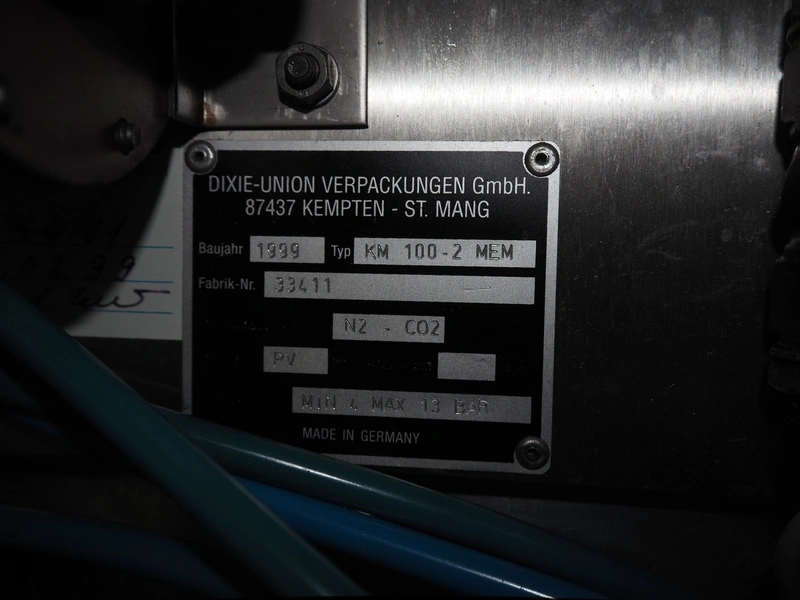 DIXIE-UNION VERPACKUNGEN GmbH.
87437 KEMPTEN - ST. MANG
Baujahr 1999 Typ KM 100-2 MEM
Fabrik-Nr. 33411
N2 - CO2
PV
MIN 4 MAX 13 BAR
MADE IN GERMANY